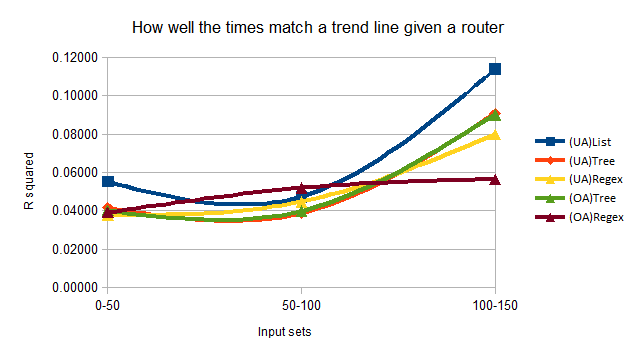 How well the times match a trend line given a router
0.12000
0.10000
0.08000
0.06000
0.04000
0.02000
0.00000
R squared
0-50
50-100
100-150
Input sets
(UA)List
(UA)Tree
(UA)Regex
(OA)Tree
(OA)Regex